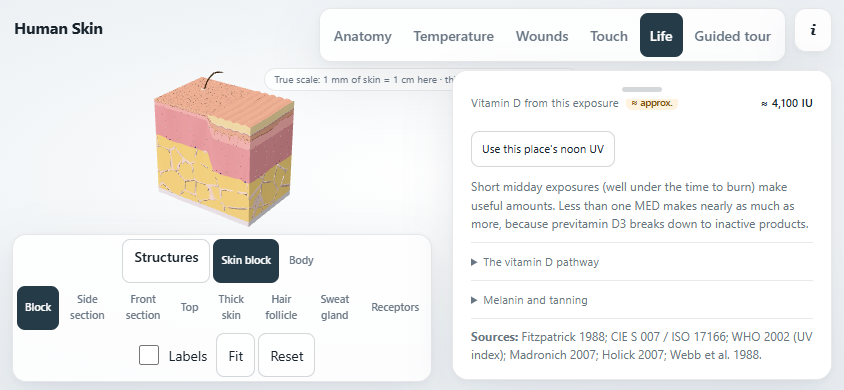 Human Skin
Anatomy Temperature Wounds Touch Life Guided tour i
True scale: 1 mm of skin = 1 cm here · th
Vitamin D from this exposure ≈ approx. ≈ 4,100 IU
Use this place's noon UV
Short midday exposures (well under the time to burn) make
useful amounts. Less than one MED makes nearly as much as
more, because previtamin D3 breaks down to inactive products.
▶ The vitamin D pathway
▶ Melanin and tanning
Sources: Fitzpatrick 1988; CIE S 007 / ISO 17166; WHO 2002 (UV
index); Madronich 2007; Holick 2007; Webb et al. 1988.
Structures Skin block Body
Block Side section Front section Top Thick skin Hair follicle Sweat gland Receptors
Labels Fit Reset